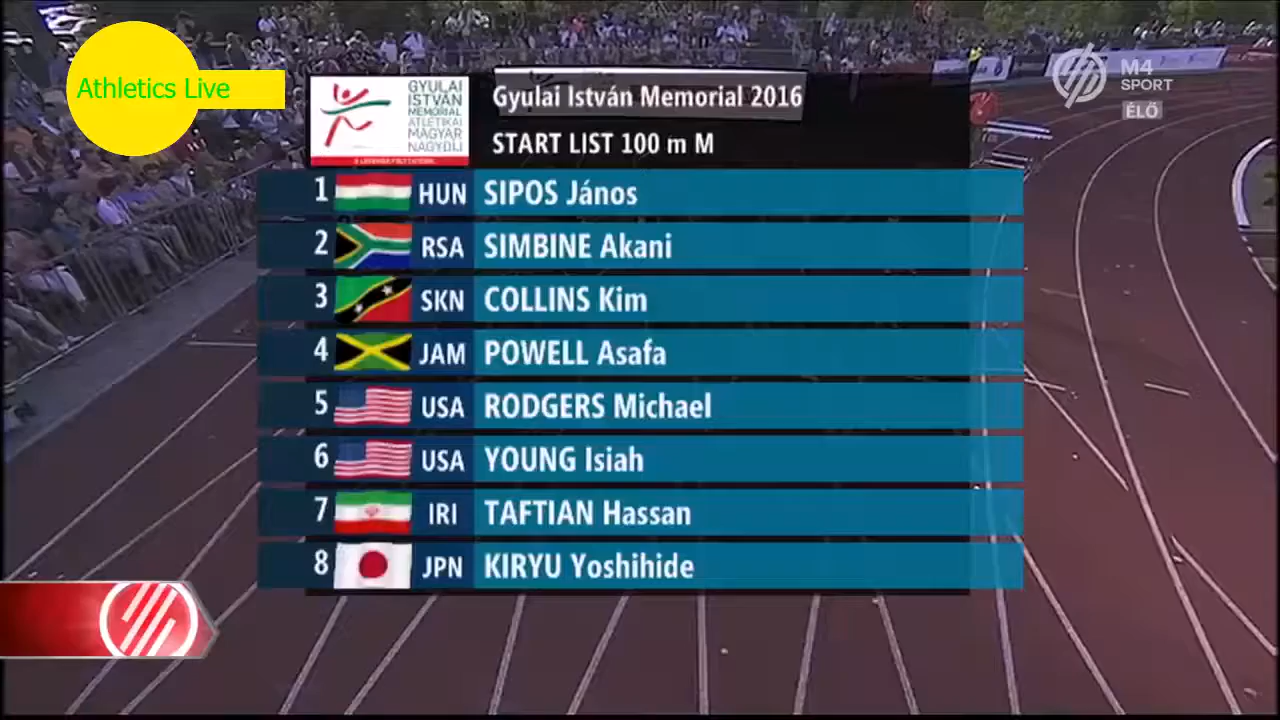 Athletics Live
GYULAI
ISTVÁN
MEMORIAL
ATLÉTIKAI
MAGYAR
NAGYDÍJ
Gyulai István Memorial 2016
START LIST 100 m M
M4
SPORT
ÉLŐ
1 HUN SIPOS János
2 RSA SIMBINE Akani
3 SKN COLLINS Kim
4 JAM POWELL Asafa
5 USA RODGERS Michael
6 USA YOUNG Isiah
7 IRI TAFTIAN Hassan
8 JPN KIRYU Yoshihide